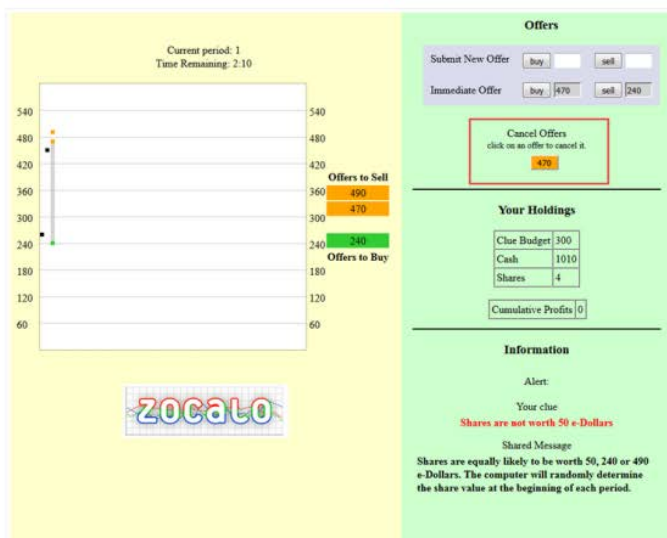 Current period: 1
Time Remaining: 2:10
540 540
480 480
420 420
Offers to Sell
360 360 490
470
300 300
240 240 240
Offers to Buy
180 180
120 120
60 60
ZOCALO
Offers
Submit New Offer buy sell
Immediate Offer buy 470 sell 240
Cancel Offers
click on an offer to cancel it.
470
Your Holdings
Clue Budget 300
Cash 1010
Shares 4
Cumulative Profits 0
Information
Alert:
Your clue
Shares are not worth 50 e-Dollars
Shared Message
Shares are equally likely to be worth 50, 240 or 490
e-Dollars. The computer will randomly determine
the share value at the beginning of each period.